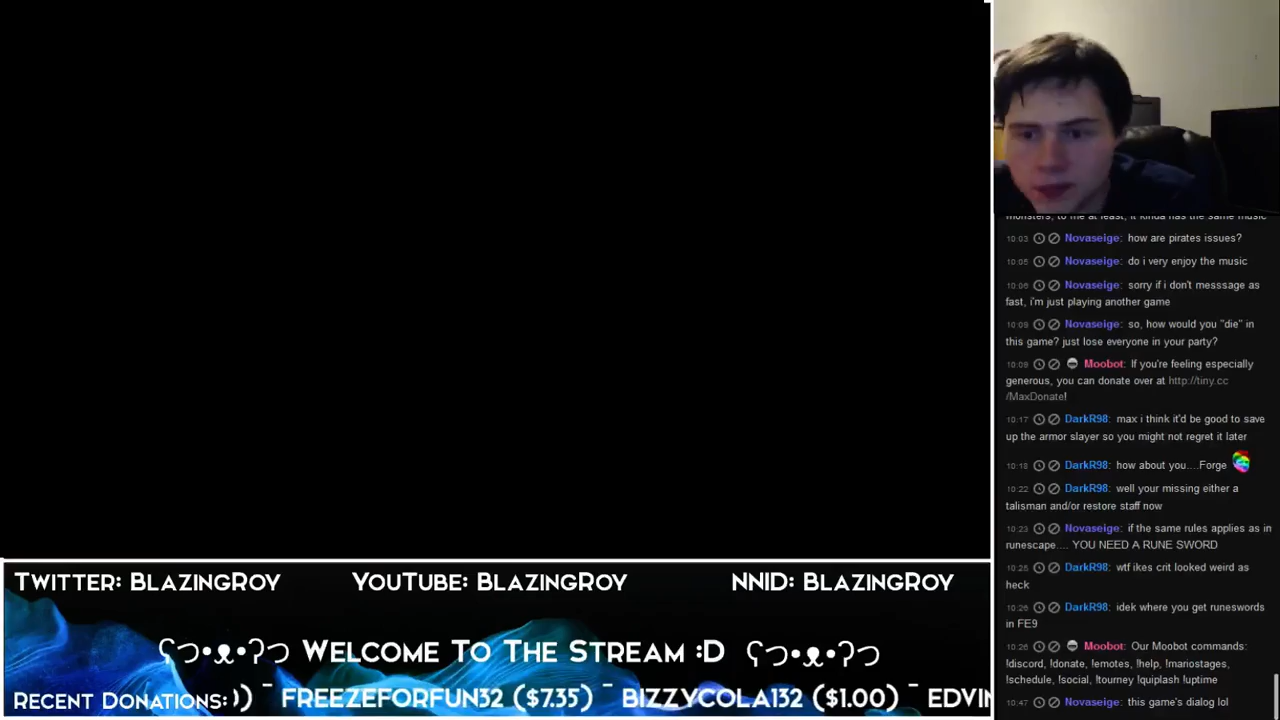 monsters, to me at least, it kinda has the same music
10:03 Novaseige: how are pirates issues?
10:05 Novaseige: do i very enjoy the music
10:06 Novaseige: sorry if i don't messsage as
fast, i'm just playing another game
10:09 Novaseige: so, how would you "die" in
this game? just lose everyone in your party?
10:09 Moobot: If you're feeling especially
generous, you can donate over at http://tiny.cc
/MaxDonate!
10:17 DarkR98: max i think it'd be good to save
up the armor slayer so you might not regret it later
10:18 DarkR98: how about you....Forge
10:22 DarkR98: well your missing either a
talisman and/or restore staff now
10:23 Novaseige: if the same rules applies as in
runescape.... YOU NEED A RUNE SWORD
10:25 DarkR98: wtf ikes crit looked weird as
heck
10:26 DarkR98: idek where you get runeswords
in FE9
10:26 Moobot: Our Moobot commands:
!discord, !donate, !emotes, !help, !mariostages,
!schedule, !social, !tourney !quiplash !uptime
10:47 Novaseige: this game's dialog lol
Twitter: BlazingRoy YouTube: BlazingRoy NNID: BlazingRoy
ʕつ•ᴥ•ʔつ Welcome To The Stream :D ʕつ•ᴥ•ʔつ
Recent Donations: )) ~ FREEZEFORFUN32 ($7.35) ~ BIZZYCOLA132 ($1.00) ~ EDVIN